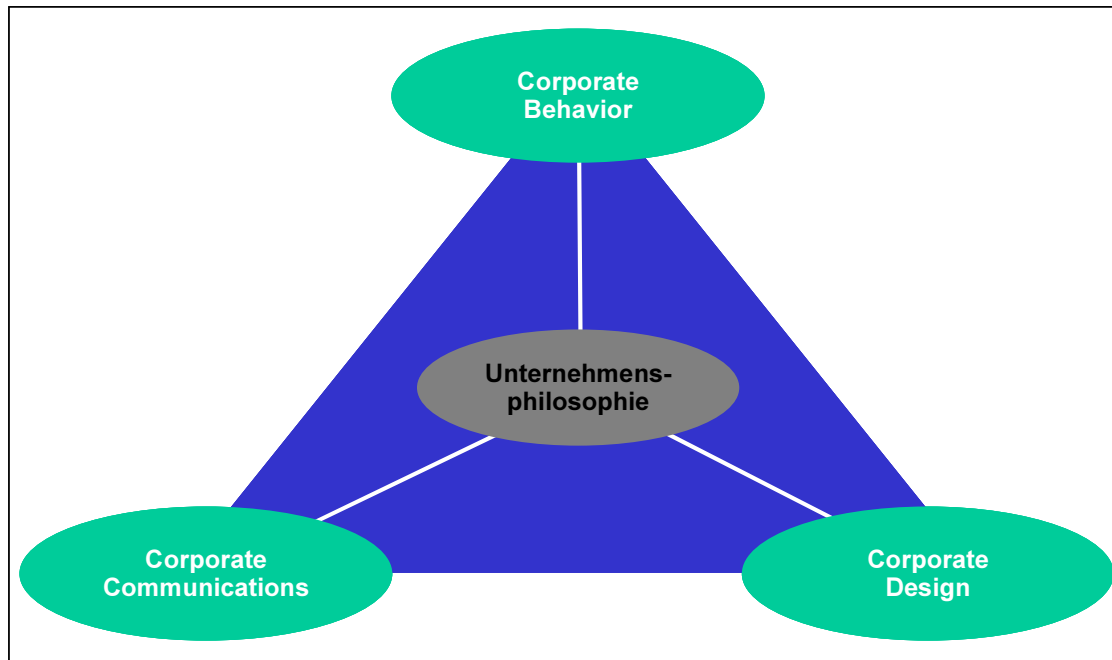 Corporate
Behavior
Unternehmens-
philosophie
Corporate
Communications
Corporate
Design